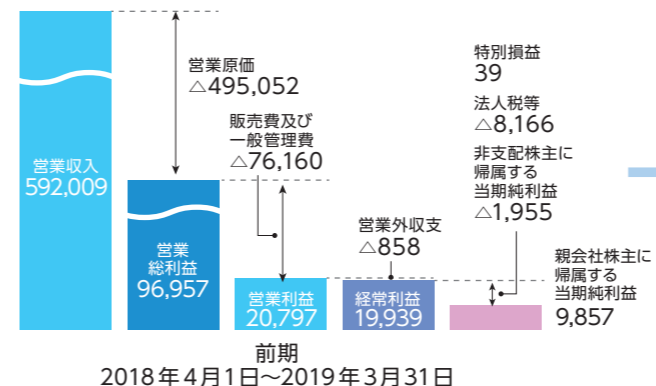 営業収入
592,009
営業原価
△495,052
営業
総利益
96,957
販売費及び
一般管理費
△76,160
営業利益
20,797
営業外収支
△858
経常利益
19,939
特別損益
39
法人税等
△8,166
非支配株主に
帰属する
当期純利益
△1,955
親会社株主に
帰属する
当期純利益
9,857
前期
2018年4月1日～2019年3月31日